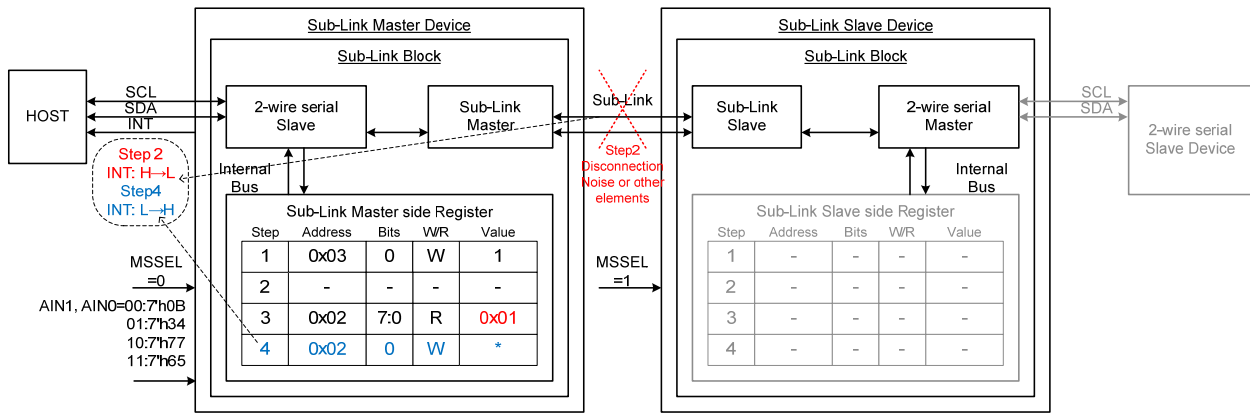 Sub-Link Master Device
Sub-Link Block
HOST
SCL
SDA
INT
2-wire serial
Slave
Sub-Link
Master
Sub-Link
Step2
Disconnection
Noise or other
elements
Step 2
INT: H→L
Step4
INT: L→H
Internal
Bus
Sub-Link Master side Register
Step Address Bits W/R Value
1 0x03 0 W 1
2 - - - -
3 0x02 7:0 R 0x01
4 0x02 0 W *
MSSEL
=0
AIN1, AIN0=00:7'h0B
01:7'h34
10:7'h77
11:7'h65
Sub-Link Slave Device
Sub-Link Block
Sub-Link
Slave
2-wire serial
Master
SCL
SDA
2-wire serial
Slave Device
Internal
Bus
MSSEL
=1
Sub-Link Slave side Register
Step Address Bits W/R Value
1 - - - -
2 - - - -
3 - - - -
4 - - - -